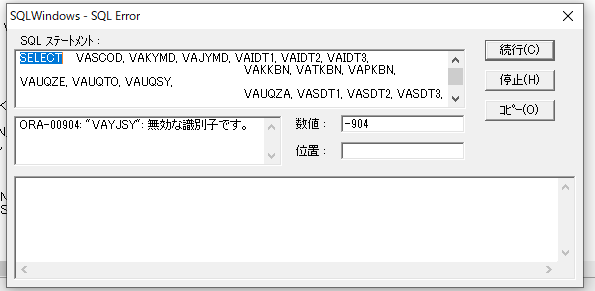 SQLWindows - SQL Error
SQL ステートメント：
SELECT VASCOD, VAKYMD, VAJYMD, VAIDT1, VAIDT2, VAIDT3,
VAKKBN, VATKBN, VAPKBN,
VAUQZE, VAUQTO, VAUQSY,
VAUQZA, VASDT1, VASDT2, VASDT3,
続行(C)
停止(H)
コピー(O)
ORA-00904: "VAYJSY": 無効な識別子です。
数値： -904
位置：